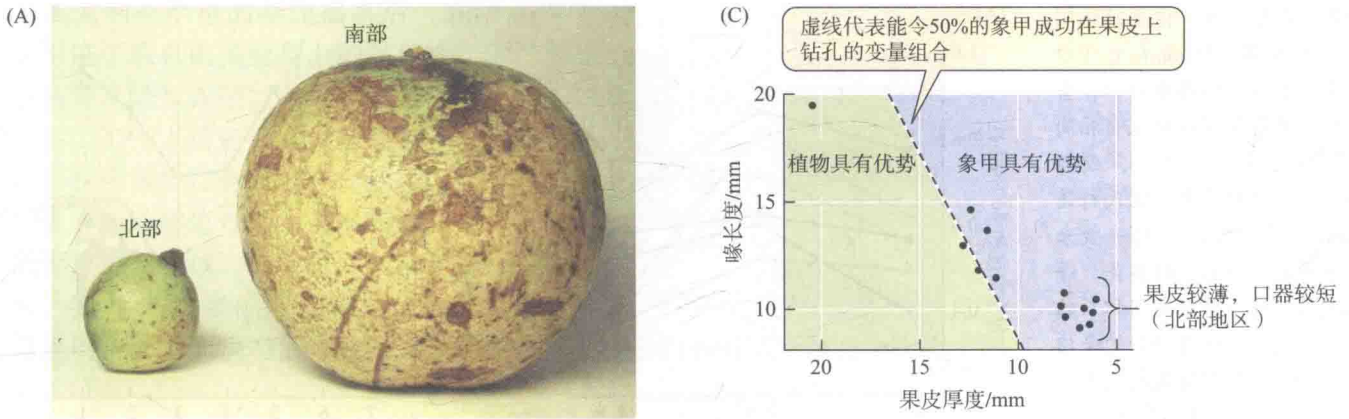 (A)
南部
北部
(C)
虚线代表能令50%的象甲成功在果皮上
钻孔的变量组合
植物具有优势
象甲具有优势
喙长度/mm
20
15
10
20
15
10
5
果皮厚度/mm
果皮较薄，口器较短
（北部地区）